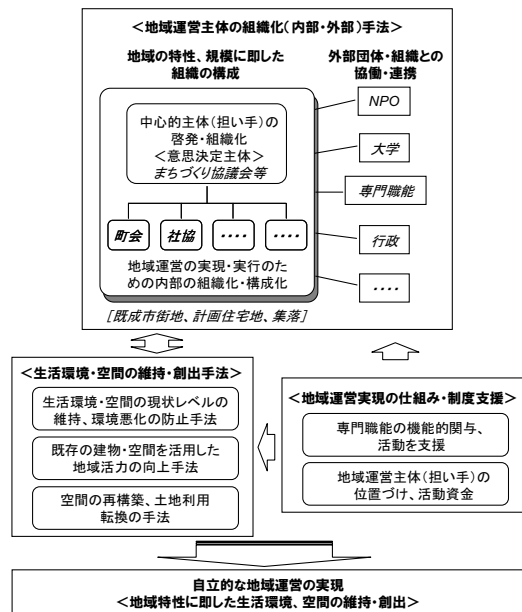 ＜地域運営主体の組織化（内部・外部）手法＞
地域の特性、規模に即した
組織の構成
外部団体・組織との
協働・連携
中心的主体（担い手）の
啓発・組織化
＜意思決定主体＞
まちづくり協議会等
町会
社協
････
････
地域運営の実現・実行のた
めの内部の組織化・構成化
NPO
大学
専門職能
行政
････
［既成市街地、計画住宅地、集落］
＜生活環境・空間の維持・創出手法＞
生活環境・空間の現状レベルの
維持、環境悪化の防止手法
既存の建物・空間を活用した
地域活力の向上手法
空間の再構築、土地利用
転換の手法
＜地域運営実現の仕組み・制度支援＞
専門職能の機能的関与、
活動を支援
地域運営主体（担い手）の
位置づけ、活動資金
自立的な地域運営の実現
＜地域特性に即した生活環境、空間の維持・創出＞